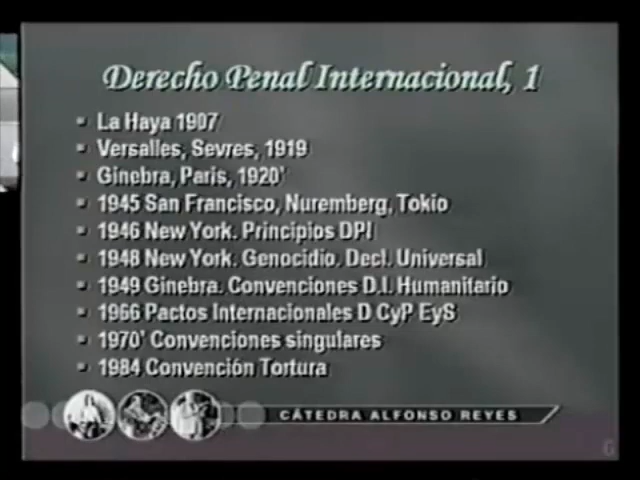 Derecho Penal Internacional, 1
▪ La Haya 1907
▪ Versalles, Sevres, 1919
▪ Ginebra, Paris, 1920'
▪ 1945 San Francisco, Nuremberg, Tokio
▪ 1946 New York. Principios DPI
▪ 1948 New York. Genocidio. Decl. Universal
▪ 1949 Ginebra. Convenciones D.I. Humanitario
▪ 1966 Pactos Internacionales D CyP EyS
▪ 1970' Convenciones singulares
▪ 1984 Convención Tortura
CÁTEDRA ALFONSO REYES